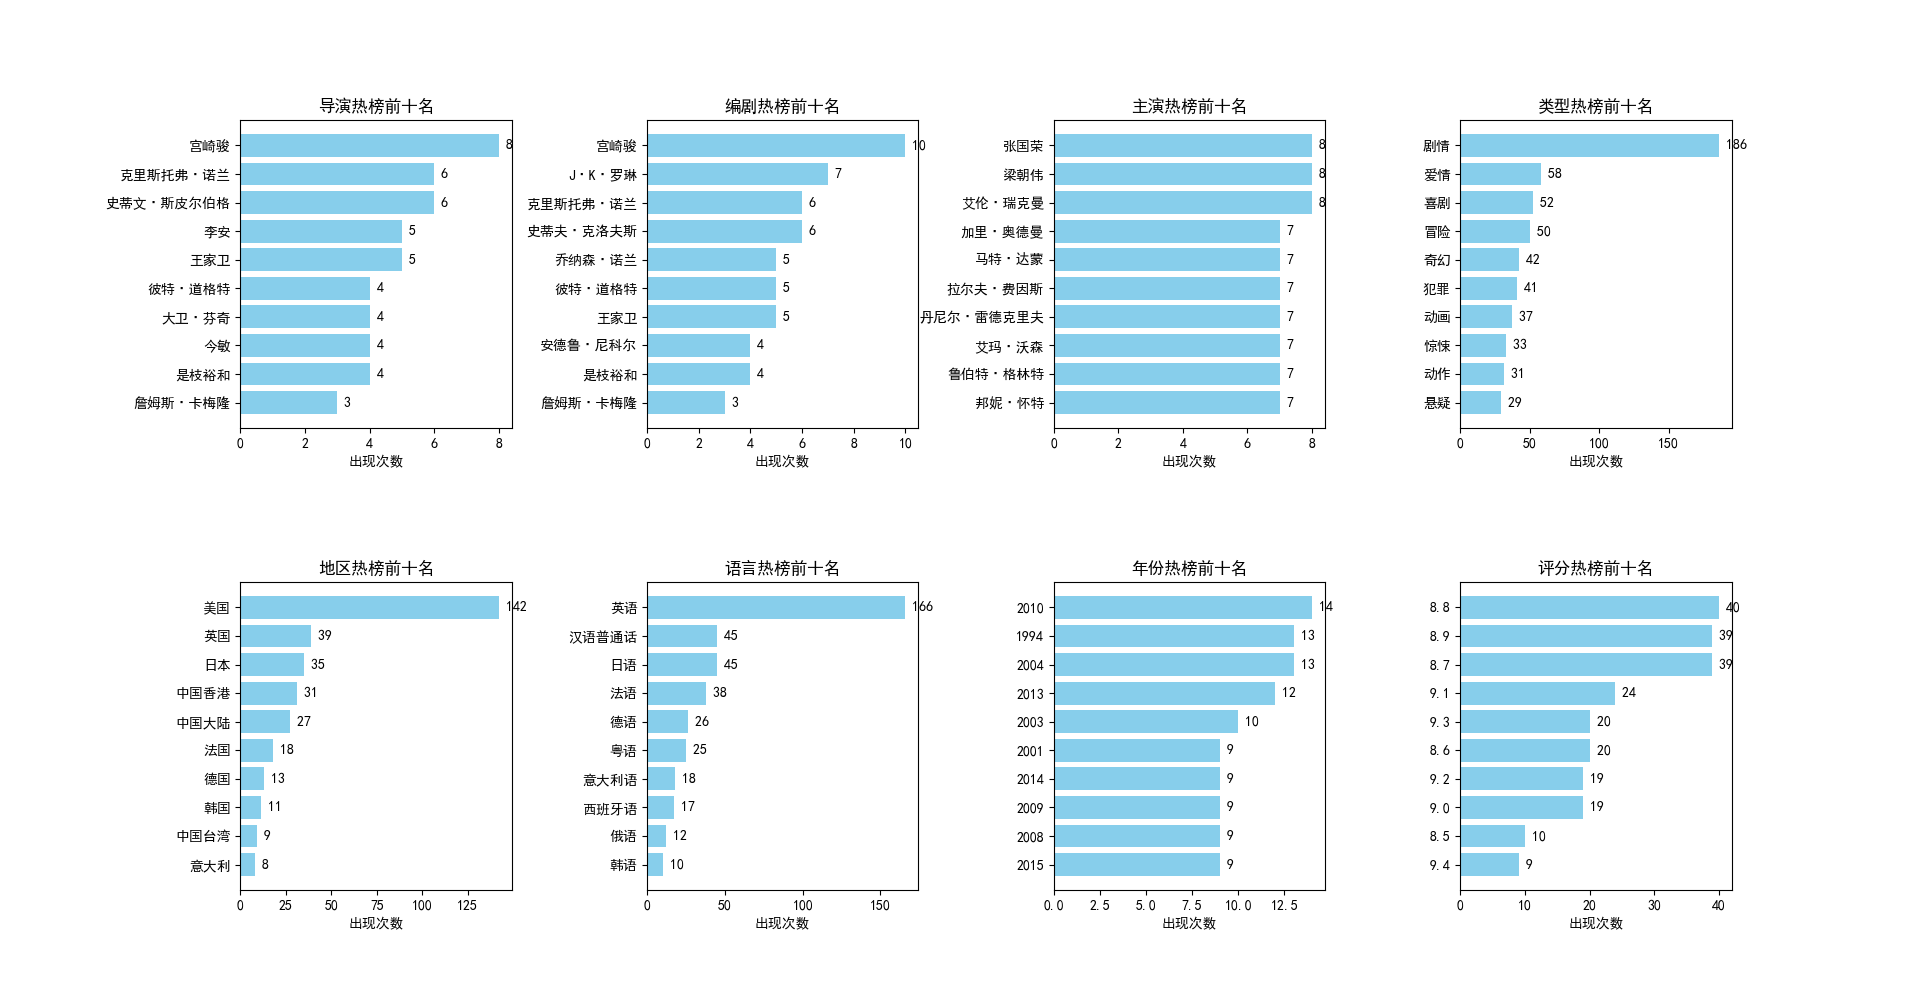 导演热榜前十名
宫崎骏 8
克里斯托弗·诺兰 6
史蒂文·斯皮尔伯格 6
李安 5
王家卫 5
彼特·道格特 4
大卫·芬奇 4
今敏 4
是枝裕和 4
詹姆斯·卡梅隆 3
0 2 4 6 8
出现次数
编剧热榜前十名
宫崎骏 10
J·K·罗琳 7
克里斯托弗·诺兰 6
史蒂夫·克洛夫斯 6
乔纳森·诺兰 5
彼特·道格特 5
王家卫 5
安德鲁·尼科尔 4
是枝裕和 4
詹姆斯·卡梅隆 3
0 2 4 6 8 10
出现次数
主演热榜前十名
张国荣 8
梁朝伟 8
艾伦·瑞克曼 8
加里·奥德曼 7
马特·达蒙 7
拉尔夫·费因斯 7
丹尼尔·雷德克里夫 7
艾玛·沃森 7
鲁伯特·格林特 7
邦妮·怀特 7
0 2 4 6 8
出现次数
类型热榜前十名
剧情 186
爱情 58
喜剧 52
冒险 50
奇幻 42
犯罪 41
动画 37
惊悚 33
动作 31
悬疑 29
0 50 100 150
出现次数
地区热榜前十名
美国 142
英国 39
日本 35
中国香港 31
中国大陆 27
法国 18
德国 13
韩国 11
中国台湾 9
意大利 8
0 25 50 75 100 125
出现次数
语言热榜前十名
英语 166
汉语普通话 45
日语 45
法语 38
德语 26
粤语 25
意大利语 18
西班牙语 17
俄语 12
韩语 10
0 50 100 150
出现次数
年份热榜前十名
2010 14
1994 13
2004 13
2013 12
2003 10
2001 9
2014 9
2009 9
2008 9
2015 9
0.0 2.5 5.0 7.5 10.0 12.5
出现次数
评分热榜前十名
8.8 40
8.9 39
8.7 39
9.1 24
9.3 20
8.6 20
9.2 19
9.0 19
8.5 10
9.4 9
0 10 20 30 40
出现次数